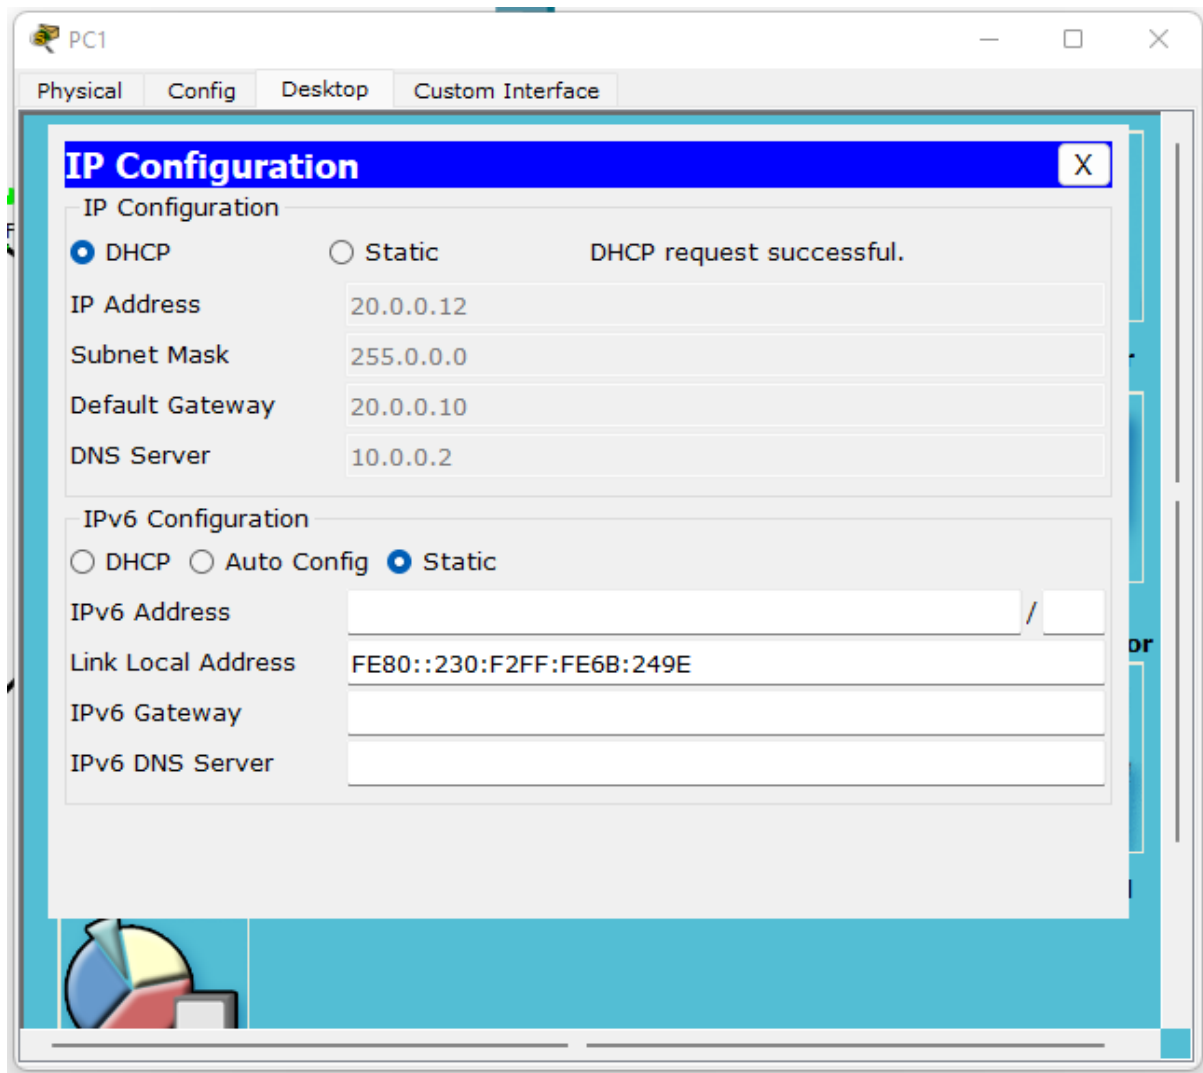 PC1
Physical Config Desktop Custom Interface
IP Configuration X
IP Configuration
DHCP Static DHCP request successful.
IP Address 20.0.0.12
Subnet Mask 255.0.0.0
Default Gateway 20.0.0.10
DNS Server 10.0.0.2
IPv6 Configuration
DHCP Auto Config Static
IPv6 Address /
Link Local Address FE80::230:F2FF:FE6B:249E
IPv6 Gateway
IPv6 DNS Server
or